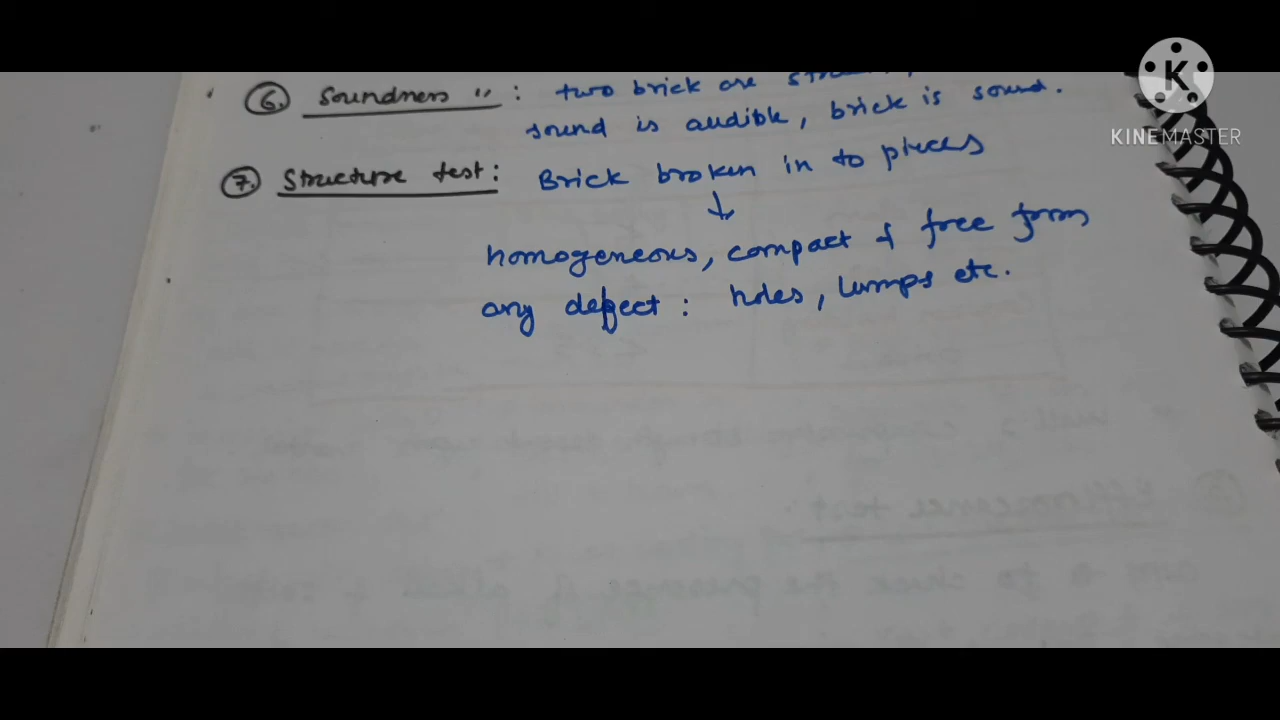 6. Soundness " : two brick are
sound is audible, brick is sound.
7. Structure test: Brick broken in to pieces
↓
homogeneous, compact & free form
any defect : holes, lumps etc.
K
KINEMASTER